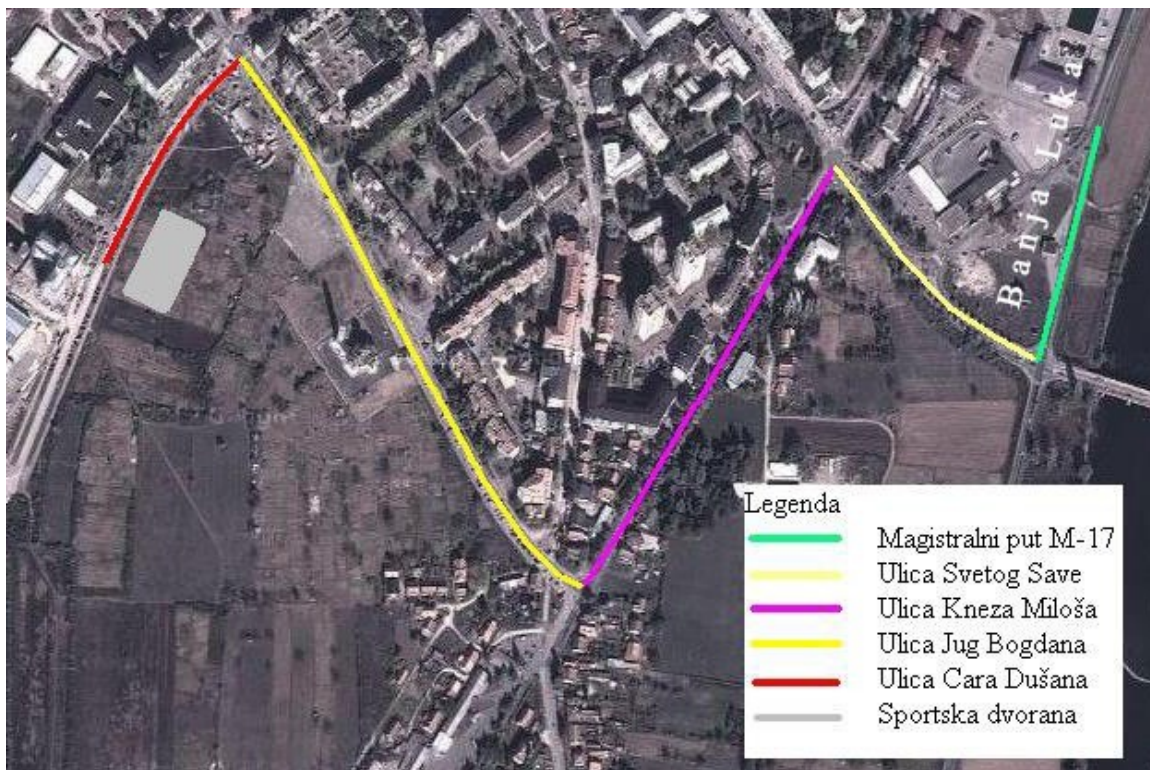 Banja Luka
Legenda
Magistralni put M-17
Ulica Svetog Save
Ulica Kneza Miloša
Ulica Jug Bogdana
Ulica Cara Dušana
Sportska dvorana